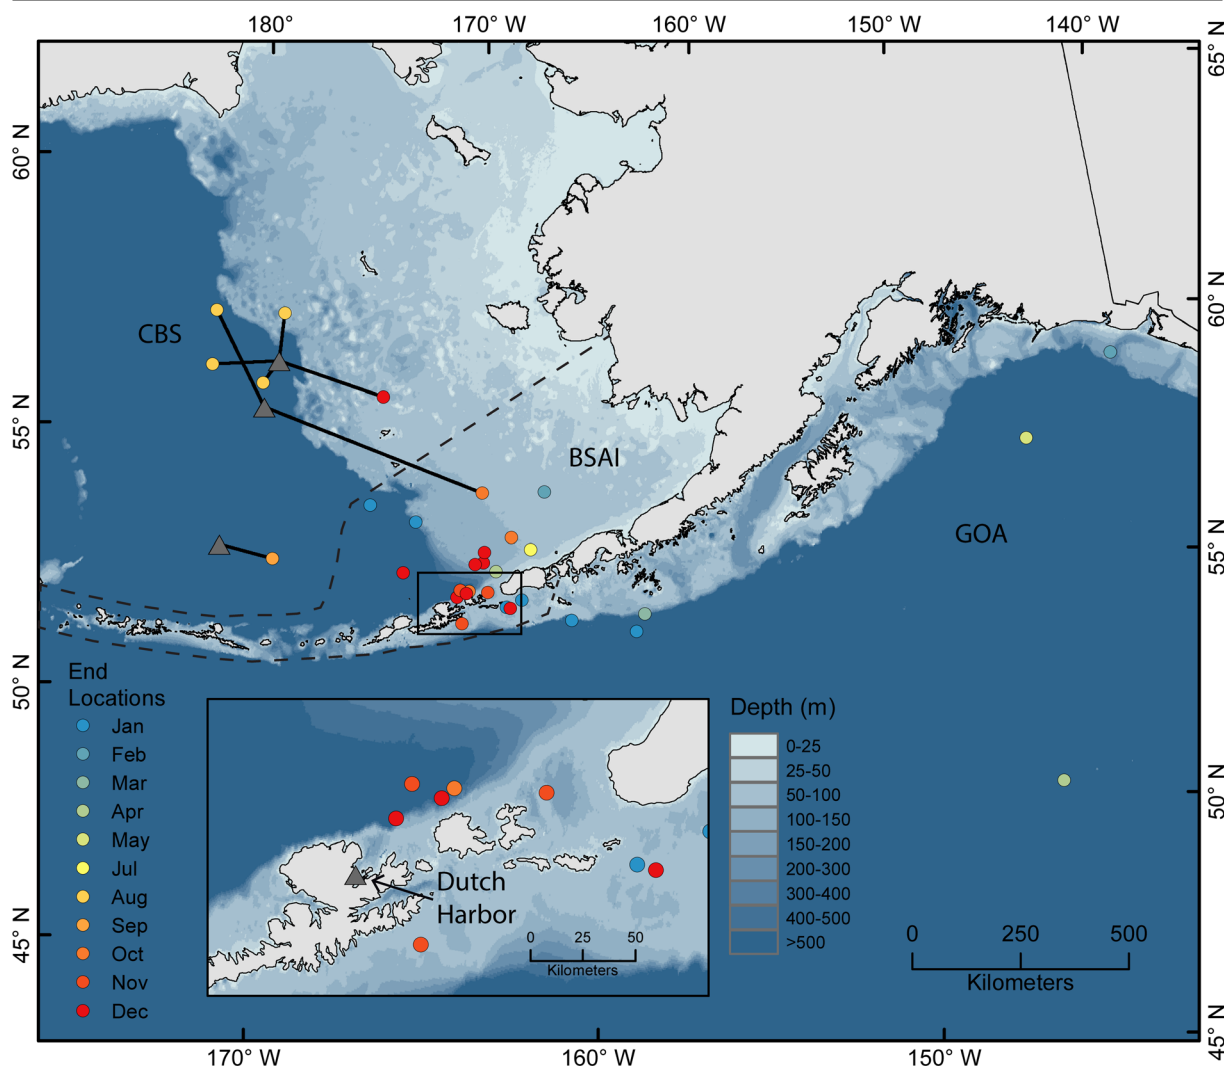 180°
170° W
160° W
150° W
140° W
65° N
60° N
60° N
CBS
55° N
BSAI
GOA
55° N
50° N
End
Locations
Jan
Feb
Mar
Apr
May
Jul
Aug
Sep
Oct
Nov
Dec
Depth (m)
0-25
25-50
50-100
100-150
150-200
200-300
300-400
400-500
>500
50° N
Dutch
Harbor
0 25 50
Kilometers
0 250 500
Kilometers
45° N
45° N
170° W
160° W
150° W